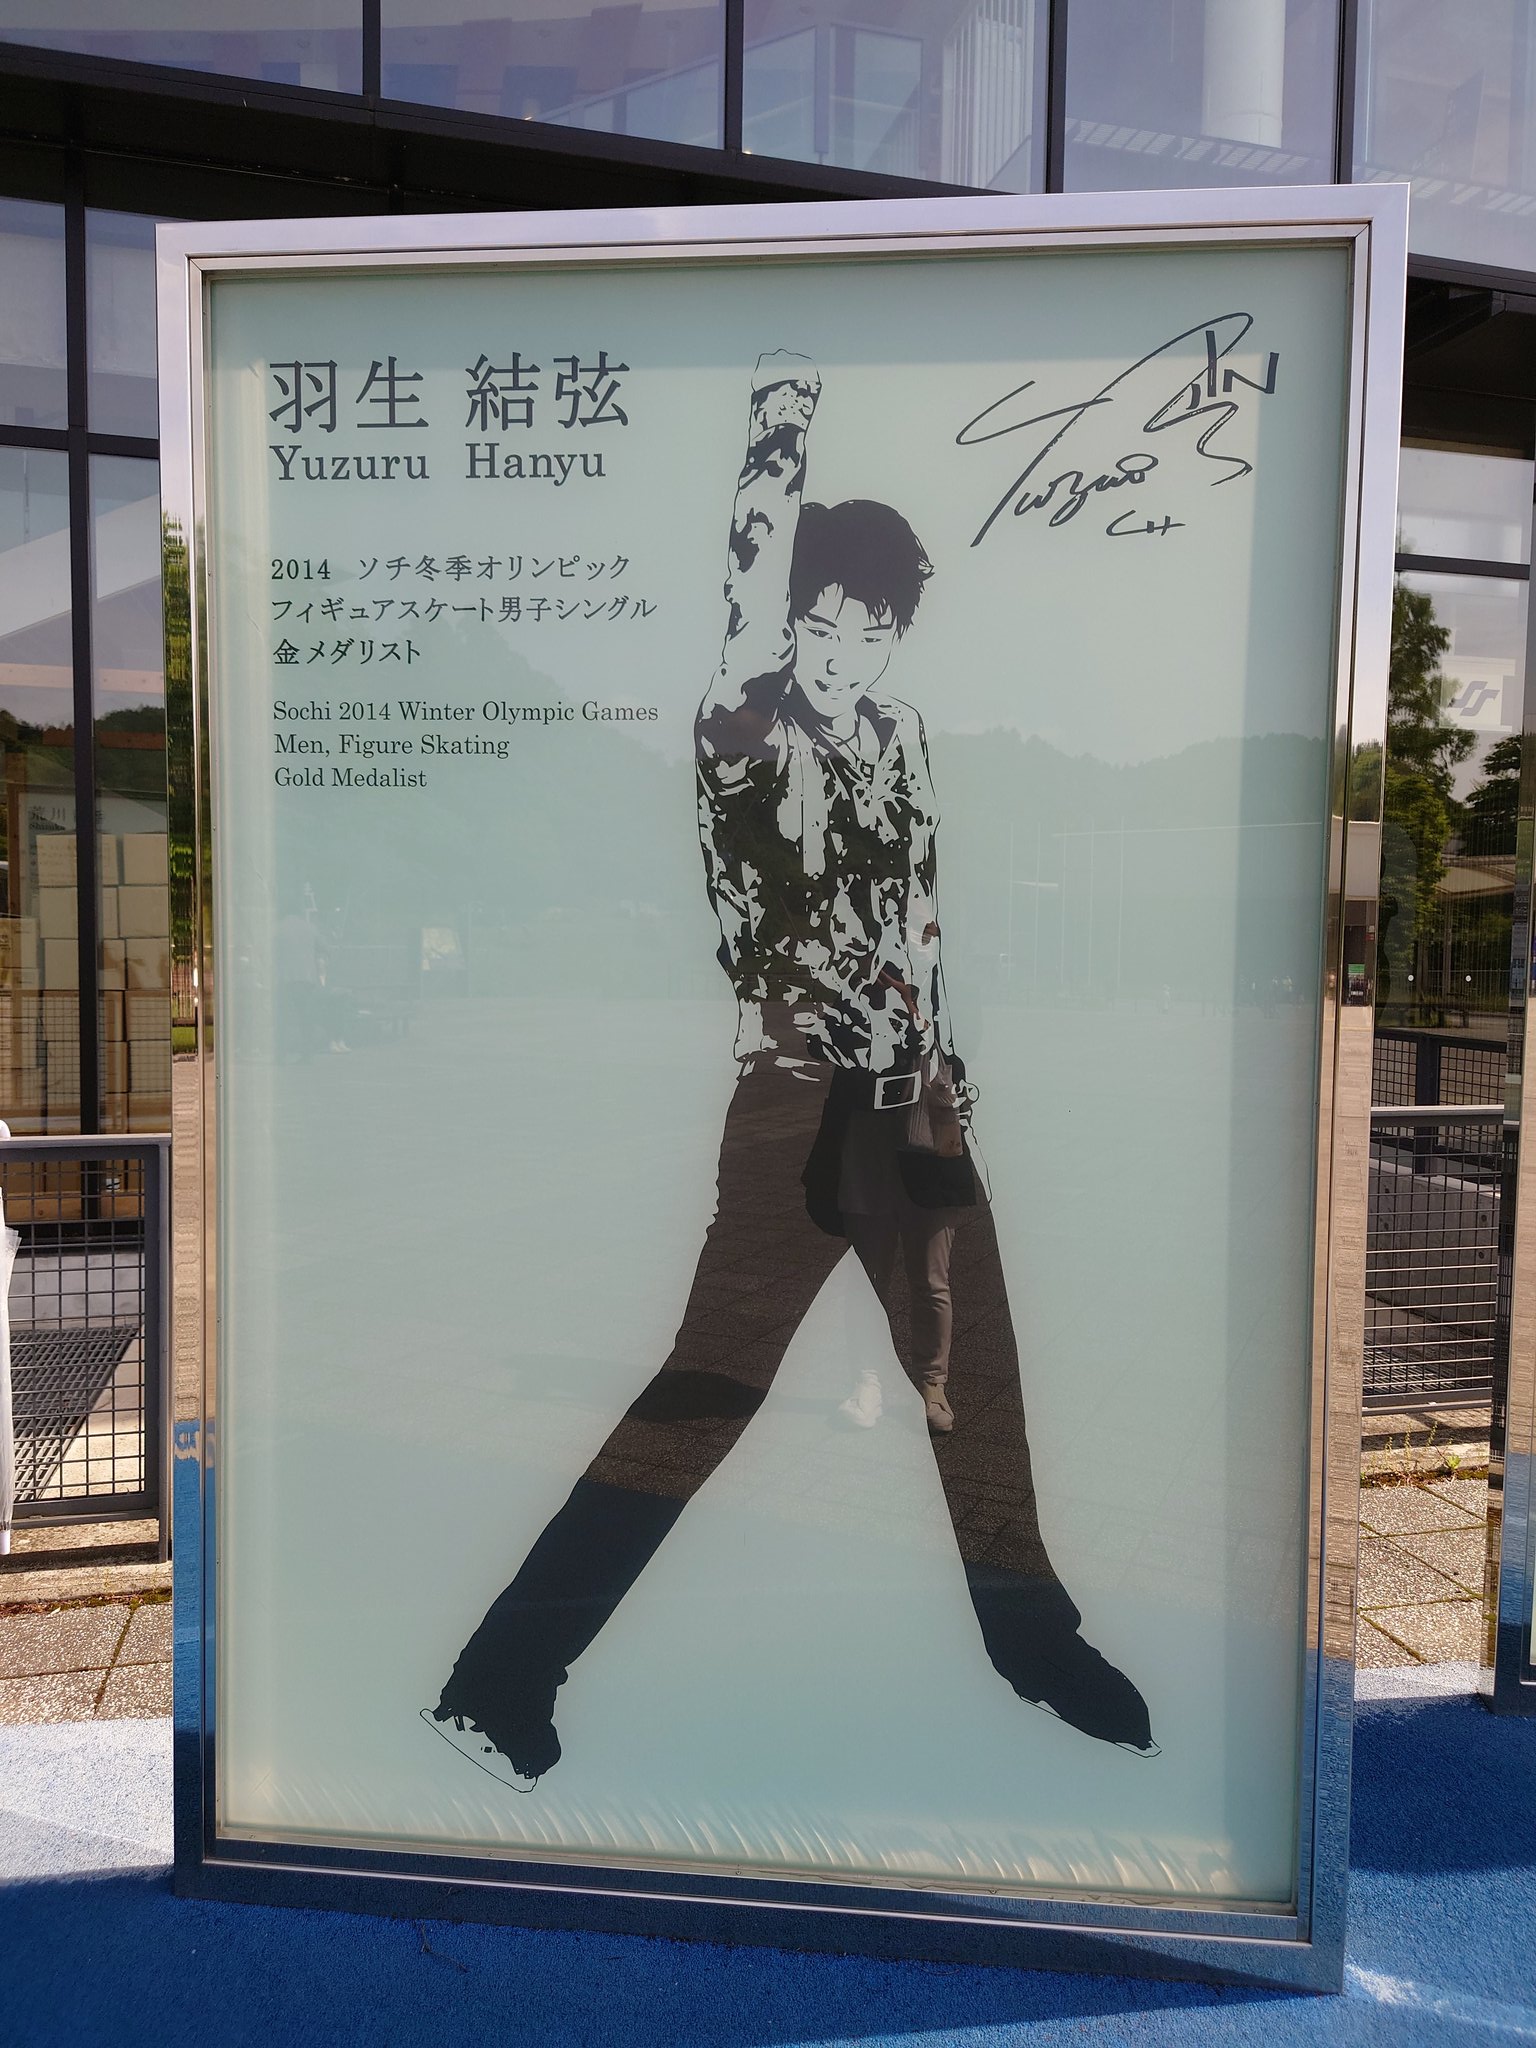 羽生 結弦
Yuzuru Hanyu
2014 ソチ冬季オリンピック
フィギュアスケート男子シングル
金メダリスト
Sochi 2014 Winter Olympic Games
Men, Figure Skating
Gold Medalist
荒川